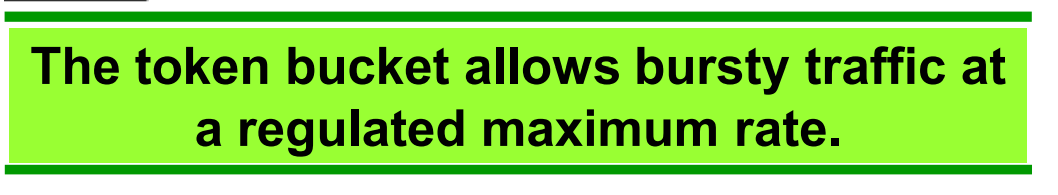 The token bucket allows bursty traffic at
a regulated maximum rate.